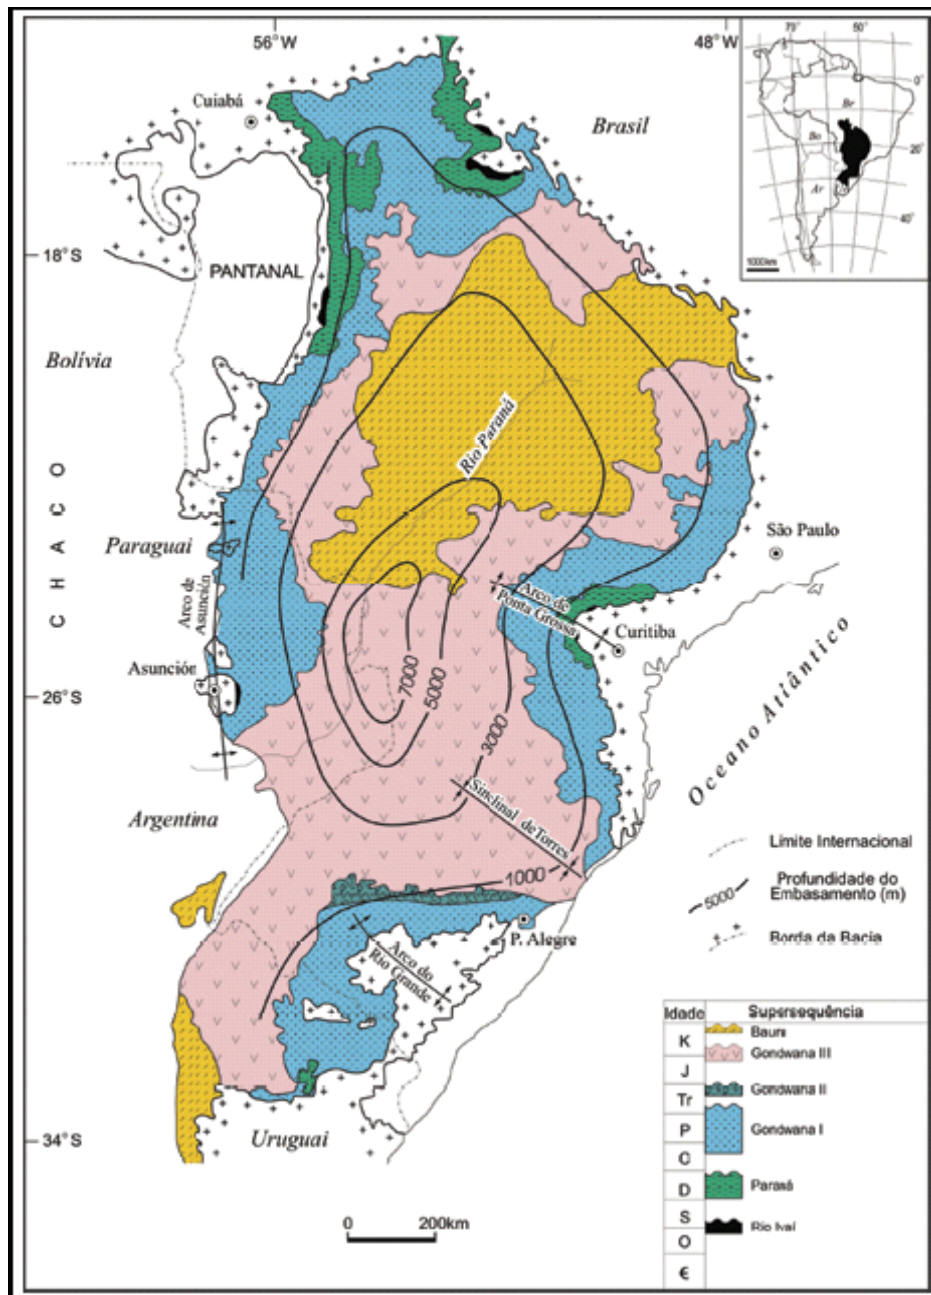 56°W
48°W
Cuiabá
Brasil
70°
50°
0°
Br
Bo
20°
Ar
40°
1000km
18°S
PANTANAL
Bolívia
Rio Paraná
CHACO
São Paulo
Paraguai
Arco de
Asunción
Arco de
Ponta Grossa
Curitiba
Asunción
26°S
7000
5000
3000
Oceano Atlântico
Sinclinal de Torres
Argentina
1000
Limite Internacional
5000
Profundidade do
Embasamento (m)
P. Alegre
Borda da Bacia
Arco do
Rio Grande
Idade
Supersequência
K
Bauru
Gondwana III
J
Gondwana II
Tr
P
Gondwana I
C
D
Paraná
S
Rio Ivaí
O
Є
34°S
Uruguai
0
200km